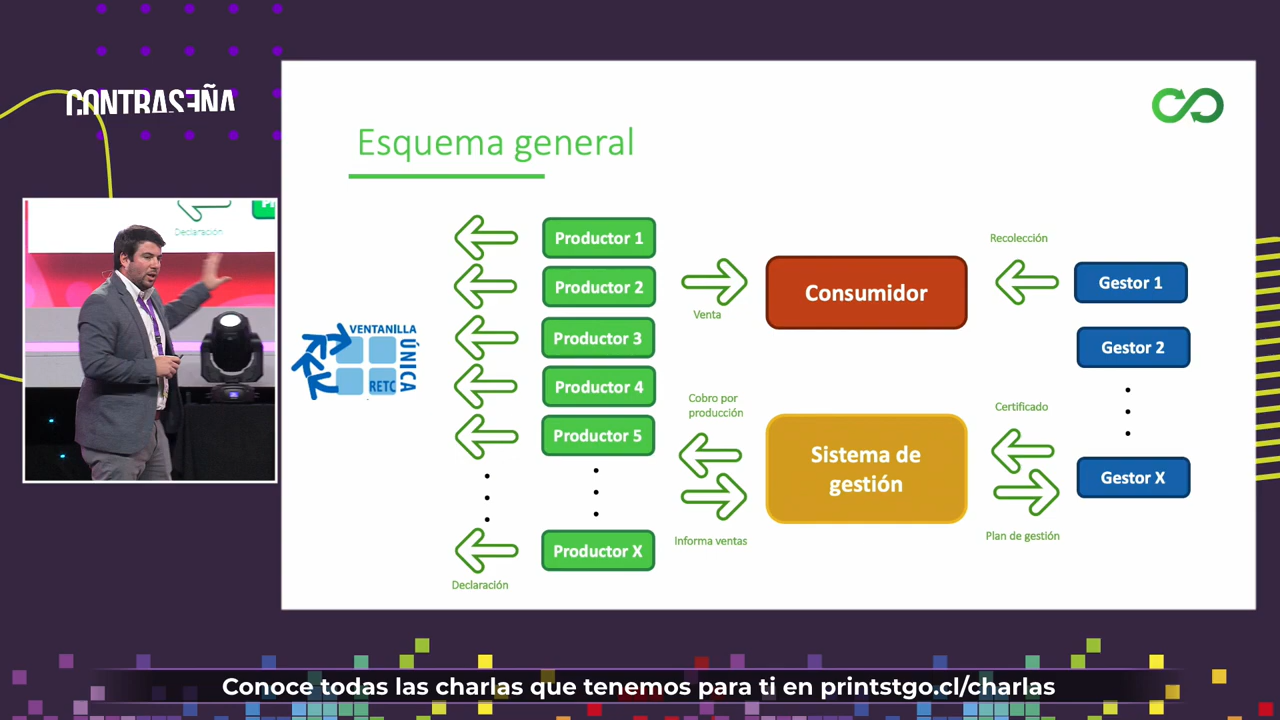 CONTRASEÑA
Esquema general
Declaración
Productor 1
Productor 2
Productor 3
Productor 4
Productor 5
Productor X
Declaración
VENTANILLA
ÚNICA
RETC
Venta
Cobro por
producción
Informa ventas
Consumidor
Sistema de
gestión
Recolección
Certificado
Plan de gestión
Gestor 1
Gestor 2
Gestor X
Conoce todas las charlas que tenemos para ti en printstgo.cl/charlas